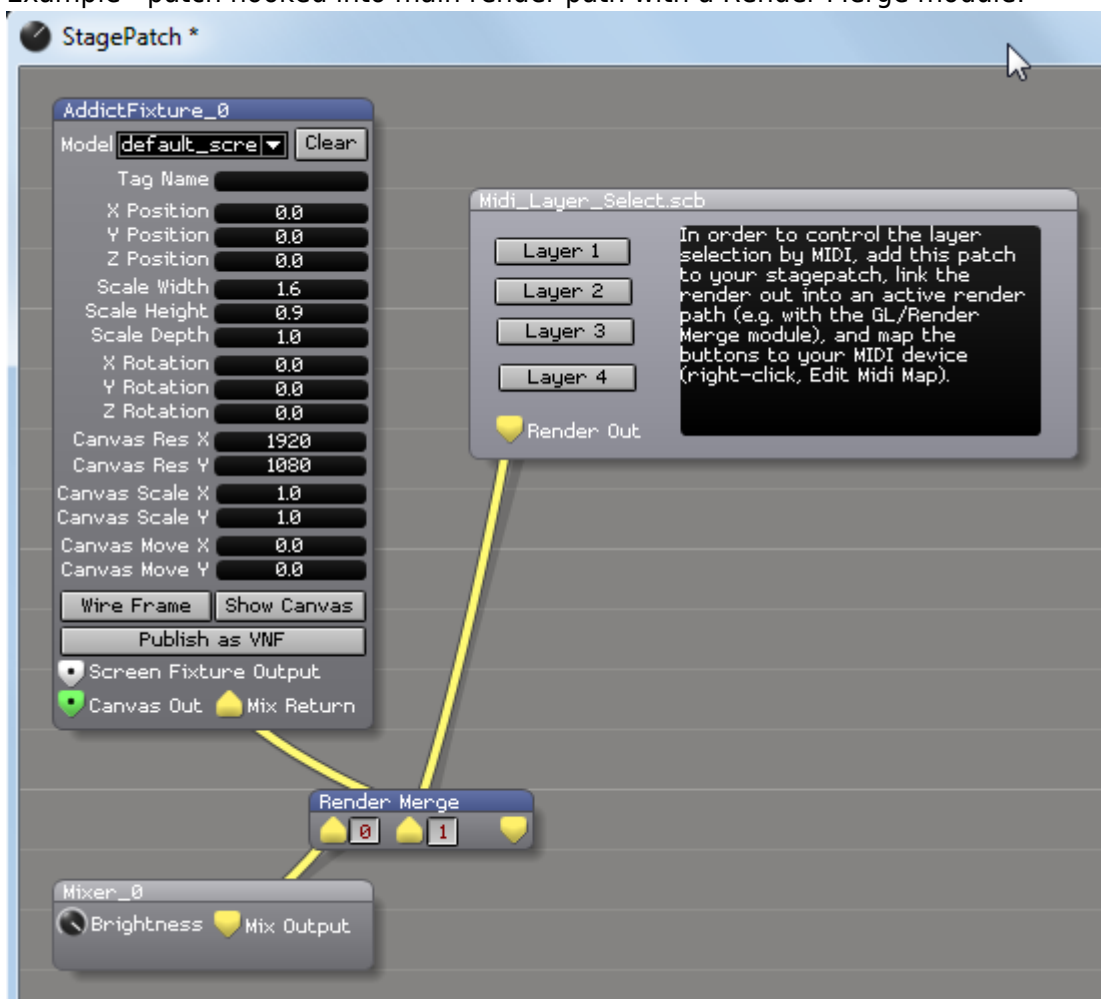 Example - patch hooked into main render path with a Render Merge module:
StagePatch *
AddictFixture_0
Model default_scre Clear
Tag Name
X Position 0.0
Y Position 0.0
Z Position 0.0
Scale Width 1.6
Scale Height 0.9
Scale Depth 1.0
X Rotation 0.0
Y Rotation 0.0
Z Rotation 0.0
Canvas Res X 1920
Canvas Res Y 1080
Canvas Scale X 1.0
Canvas Scale Y 1.0
Canvas Move X 0.0
Canvas Move Y 0.0
Wire Frame Show Canvas
Publish as VNF
Screen Fixture Output
Canvas Out Mix Return
Midi_Layer_Select.scb
Layer 1
Layer 2
Layer 3
Layer 4
Render Out
In order to control the layer
selection by MIDI, add this patch
to your stagepatch, link the
render out into an active render
path (e.g. with the GL/Render
Merge module), and map the
buttons to your MIDI device
(right-click, Edit Midi Map).
Render Merge
0 1
Mixer_0
Brightness Mix Output